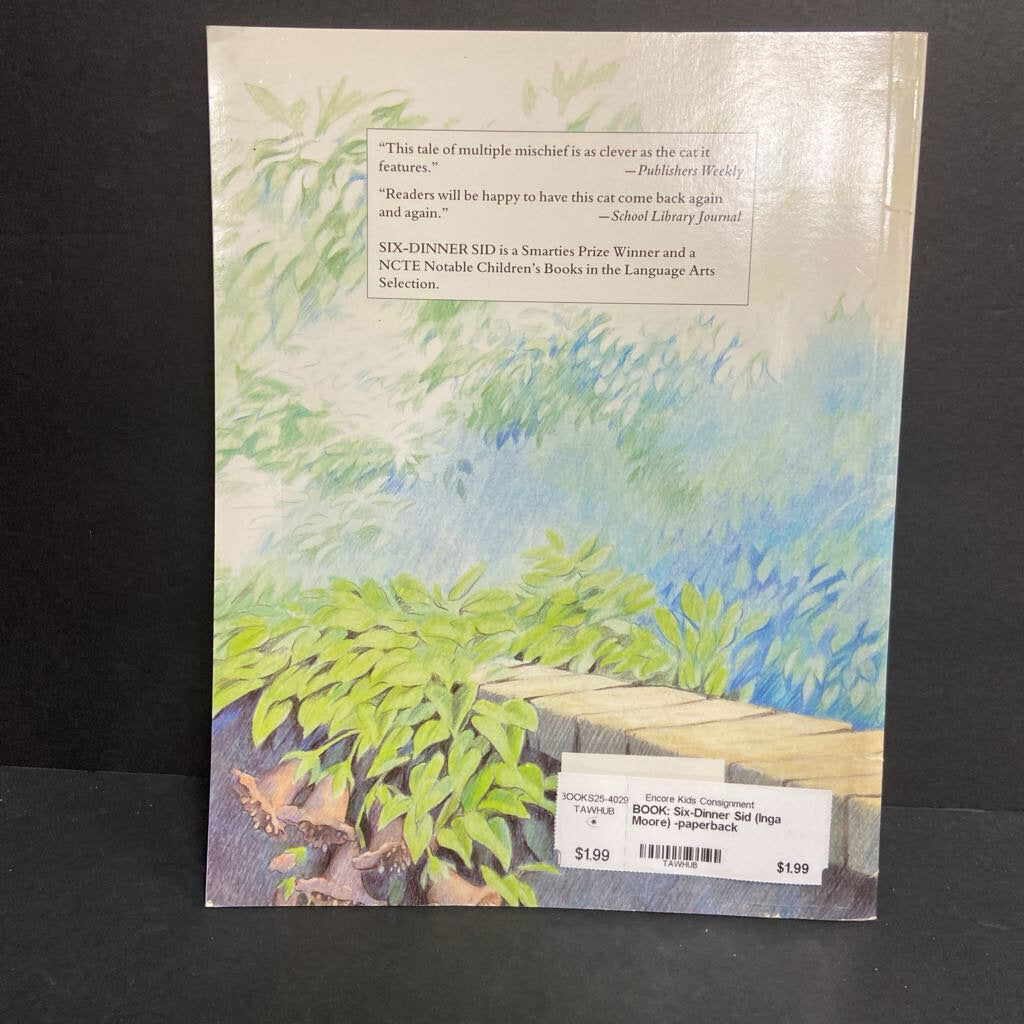 “This tale of multiple mischief is as clever as the cat it
features.” —Publishers Weekly
“Readers will be happy to have this cat come back again
and again.” —School Library Journal
SIX-DINNER SID is a Smarties Prize Winner and a
NCTE Notable Children’s Books in the Language Arts
Selection.
BOOKS25-4029
TAWHUB
$1.99
Encore Kids Consignment
BOOK: Six-Dinner Sid (Inga
Moore) -paperback
TAWHUB
$1.99